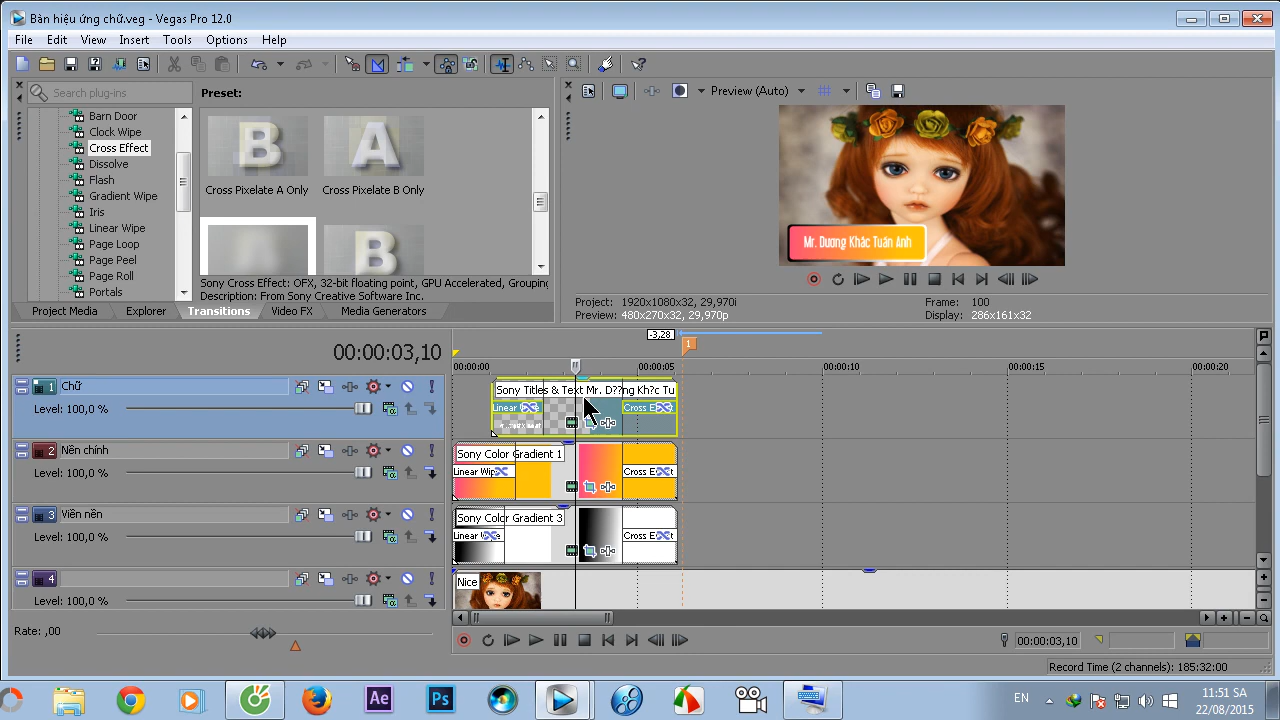 Bàn hiệu ứng chữ.veg - Vegas Pro 12.0
File Edit View Insert Tools Options Help
Search plug-ins
Preset:
Barn Door
Clock Wipe
Cross Effect
Dissolve
Flash
Gradient Wipe
Iris
Linear Wipe
Page Loop
Page Peel
Page Roll
Portals
B
A
Cross Pixelate A Only
Cross Pixelate B Only
B
Sony Cross Effect: OFX, 32-bit floating point, GPU Accelerated, Grouping
Description: From Sony Creative Software Inc.
Project Media Explorer Transitions Video FX Media Generators
Preview (Auto)
Mr. Dương Khắc Tuấn Anh
Project: 1920x1080x32, 29,970i
Preview: 480x270x32, 29,970p
Frame: 100
Display: 286x161x32
00:00:03,10
-3,28
1
00:00:00 00:00:05 00:00:10 00:00:15 00:00:20
1 Chữ
Level: 100,0 %
Sony Titles & Text Mr. D??ng Kh?c Tu
Linear
Cross E
2 Nền chính
Level: 100,0 %
Sony Color Gradient 1
Linear Wip
Cross E t
3 Viền nền
Level: 100,0 %
Sony Color Gradient 3
Linear e
Cross E t
4
Level: 100,0 %
Nice
Rate: ,00
00:00:03,10
Record Time (2 channels): 185:32:00
Ae
Ps
EN
11:51 SA
22/08/2015